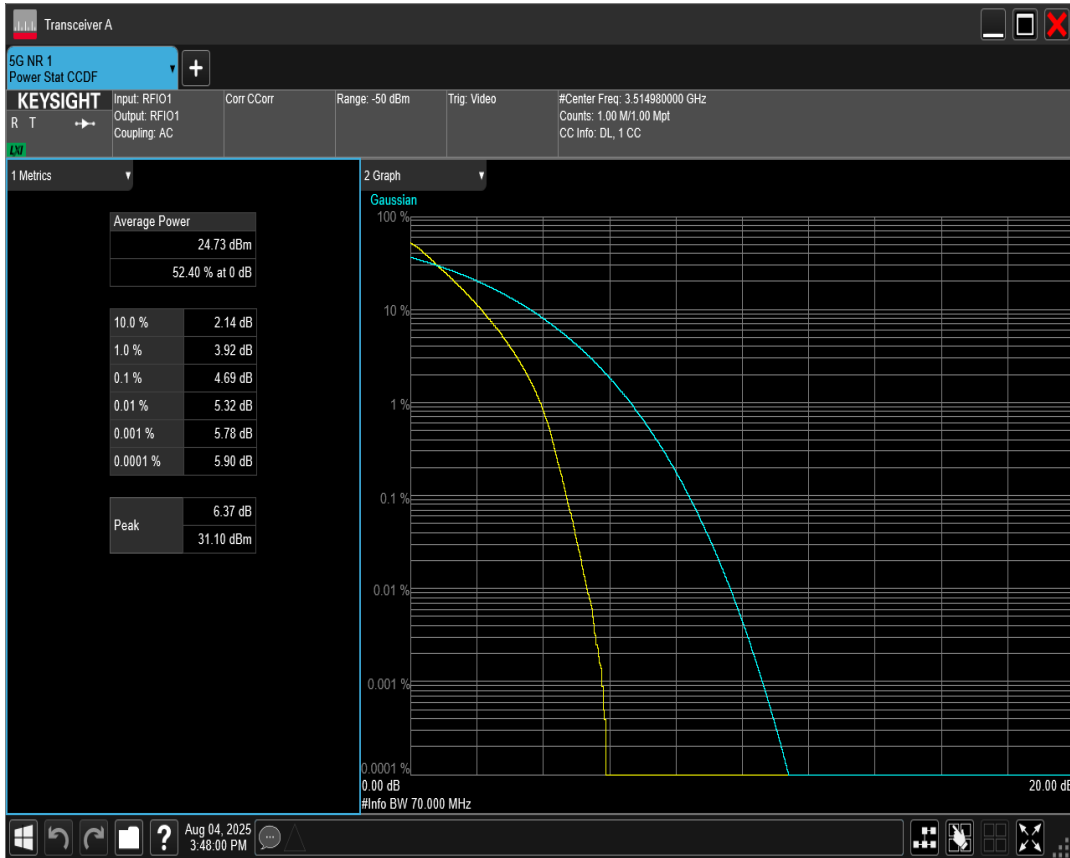 Transceiver A
5G NR 1
Power Stat CCDF
KEYSIGHT
R T
LXI
Input: RFIO1
Output: RFIO1
Coupling: AC
Corr CCorr
Range: -50 dBm
Trig: Video
#Center Freq: 3.514980000 GHz
Counts: 1.00 M/1.00 Mpt
CC Info: DL, 1 CC
1 Metrics
Average Power
24.73 dBm
52.40 % at 0 dB
10.0 % 2.14 dB
1.0 % 3.92 dB
0.1 % 4.69 dB
0.01 % 5.32 dB
0.001 % 5.78 dB
0.0001 % 5.90 dB
Peak
6.37 dB
31.10 dBm
2 Graph
Gaussian
100 %
10 %
1 %
0.1 %
0.01 %
0.001 %
0.0001 %
0.00 dB
20.00 dB
#Info BW 70.000 MHz
Aug 04, 2025
3:48:00 PM